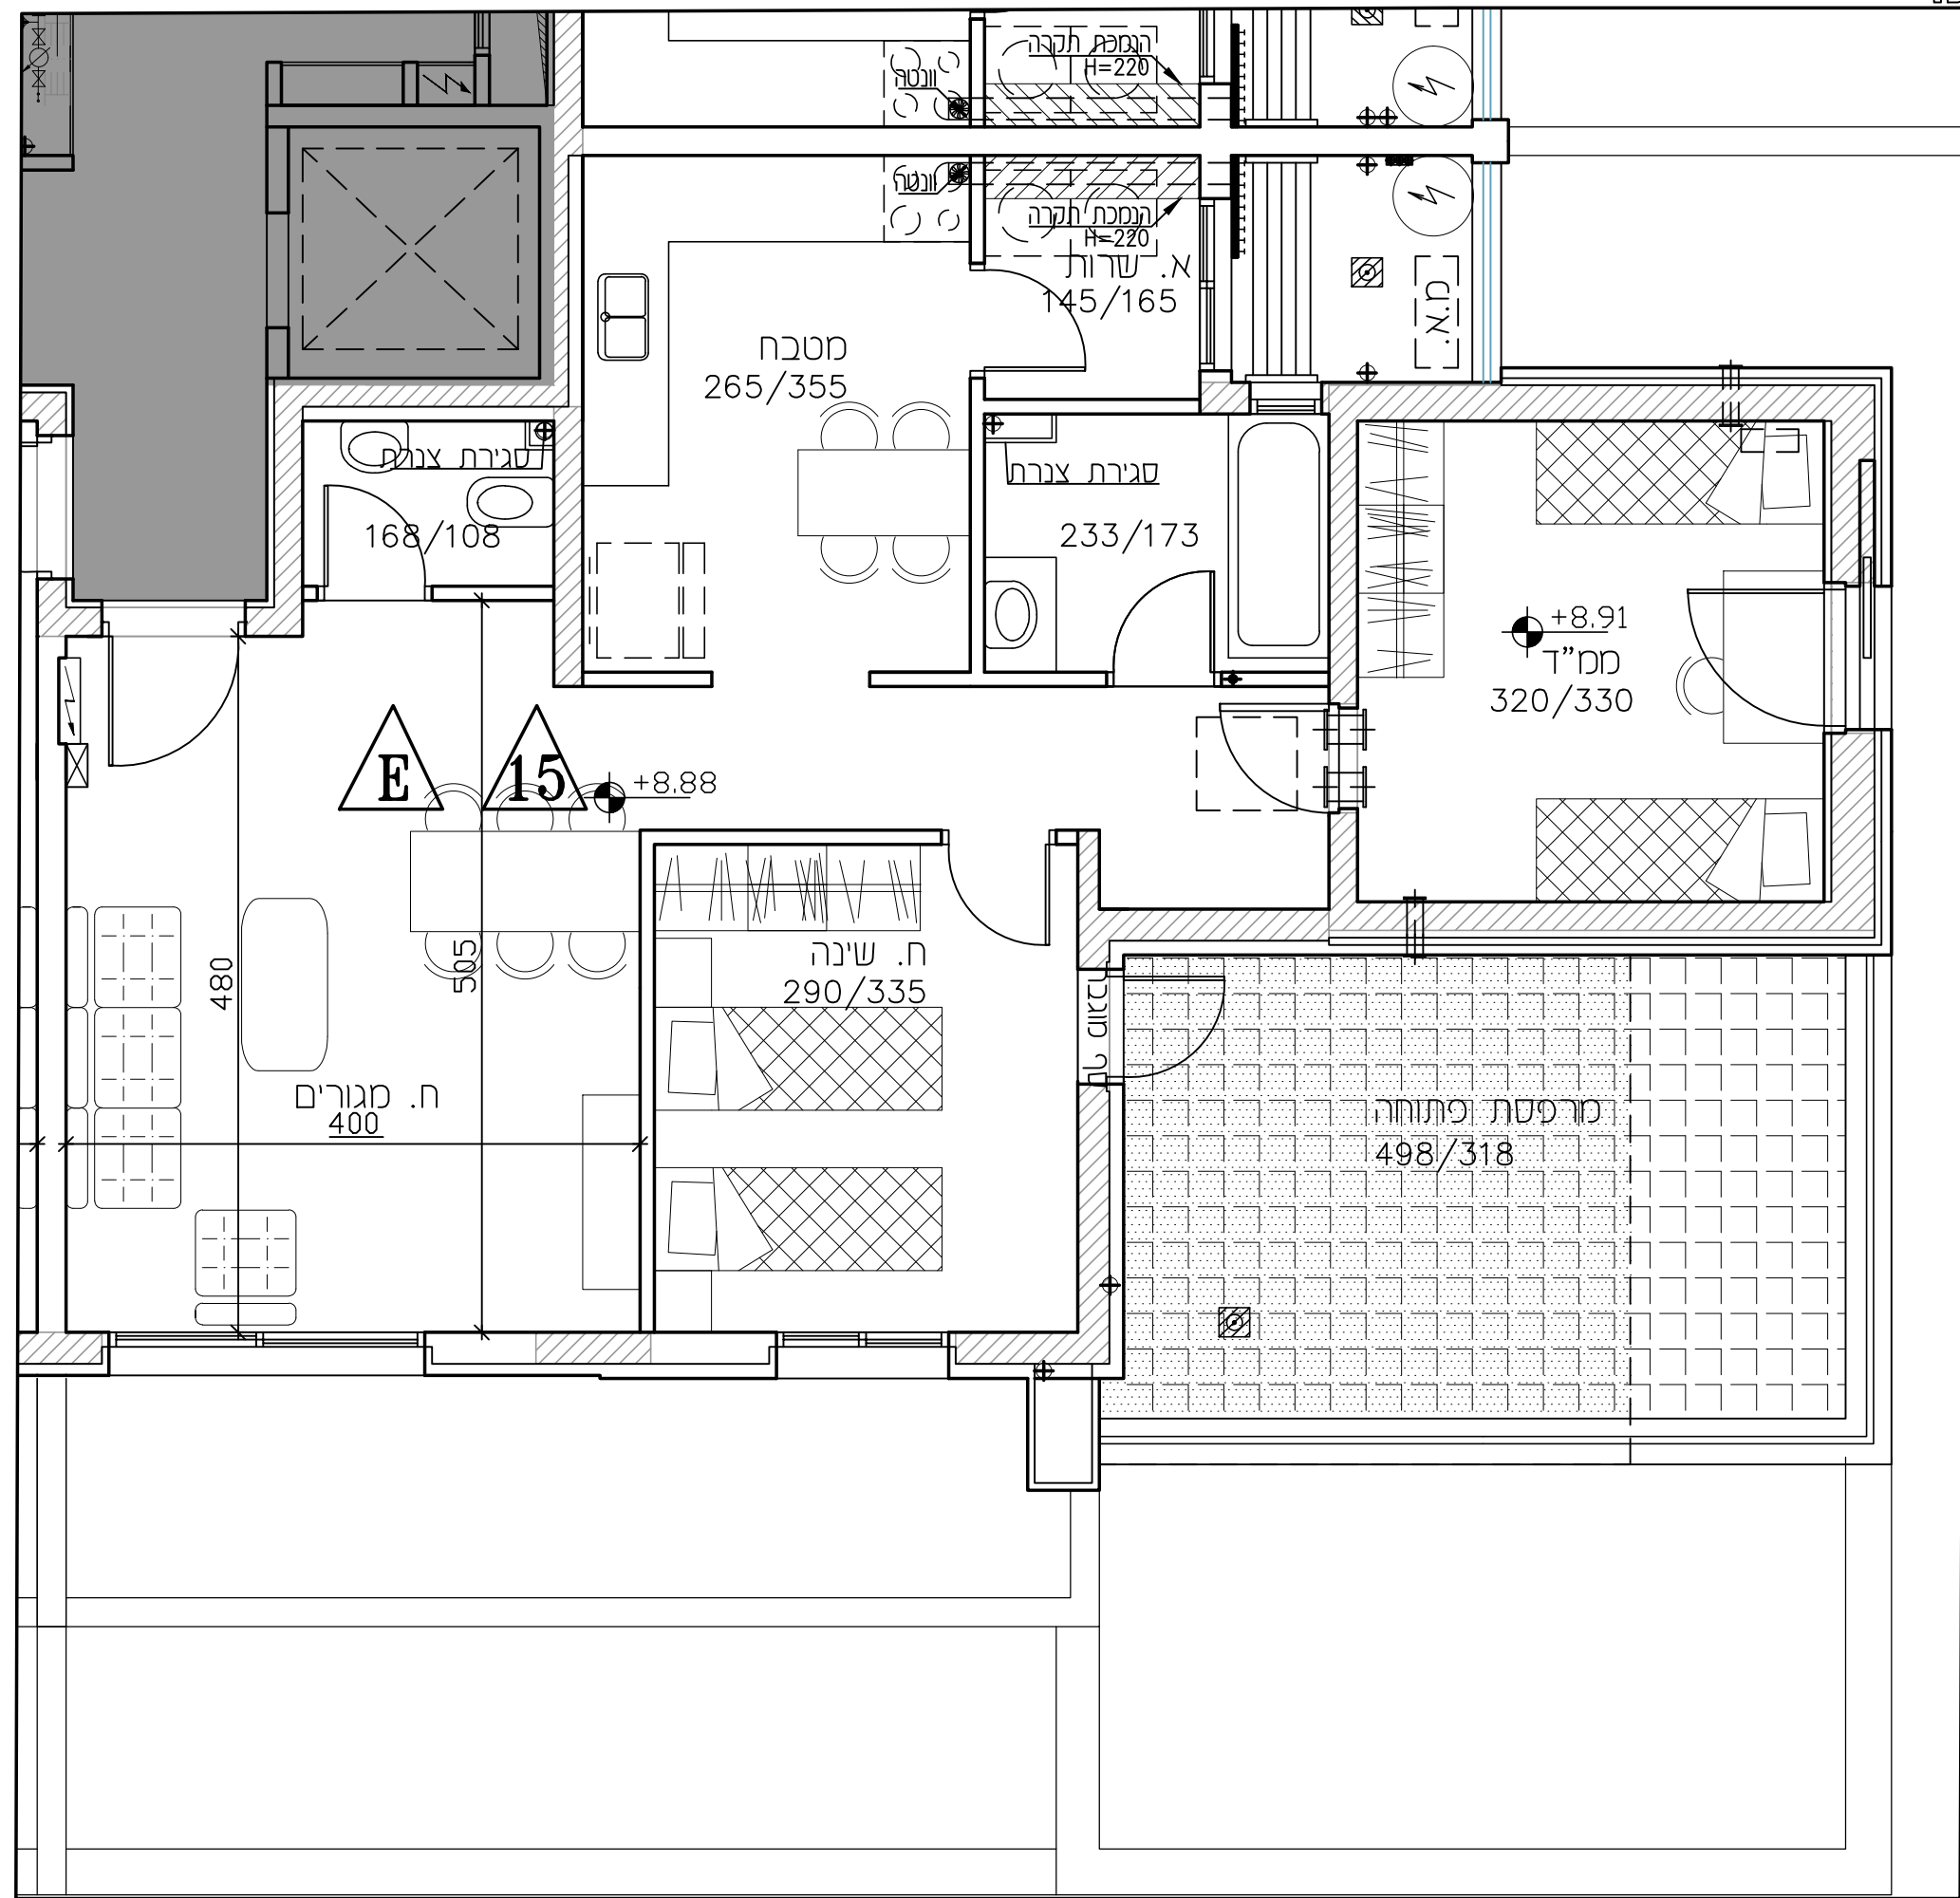 הנמכת תקרה
H=220
וונטה
וונטה
הנמכת תקרה
H=220
א. שרות
145/165
מ.א.
מטבח
265/355
סגירת צנרת
168/108
סגירת צנרת
233/173
+8.91
ממ"ד
320/330
E
15
+8.88
480
505
ח. שינה
290/335
ח. מגורים
400
מרפסת פתוחה
498/318